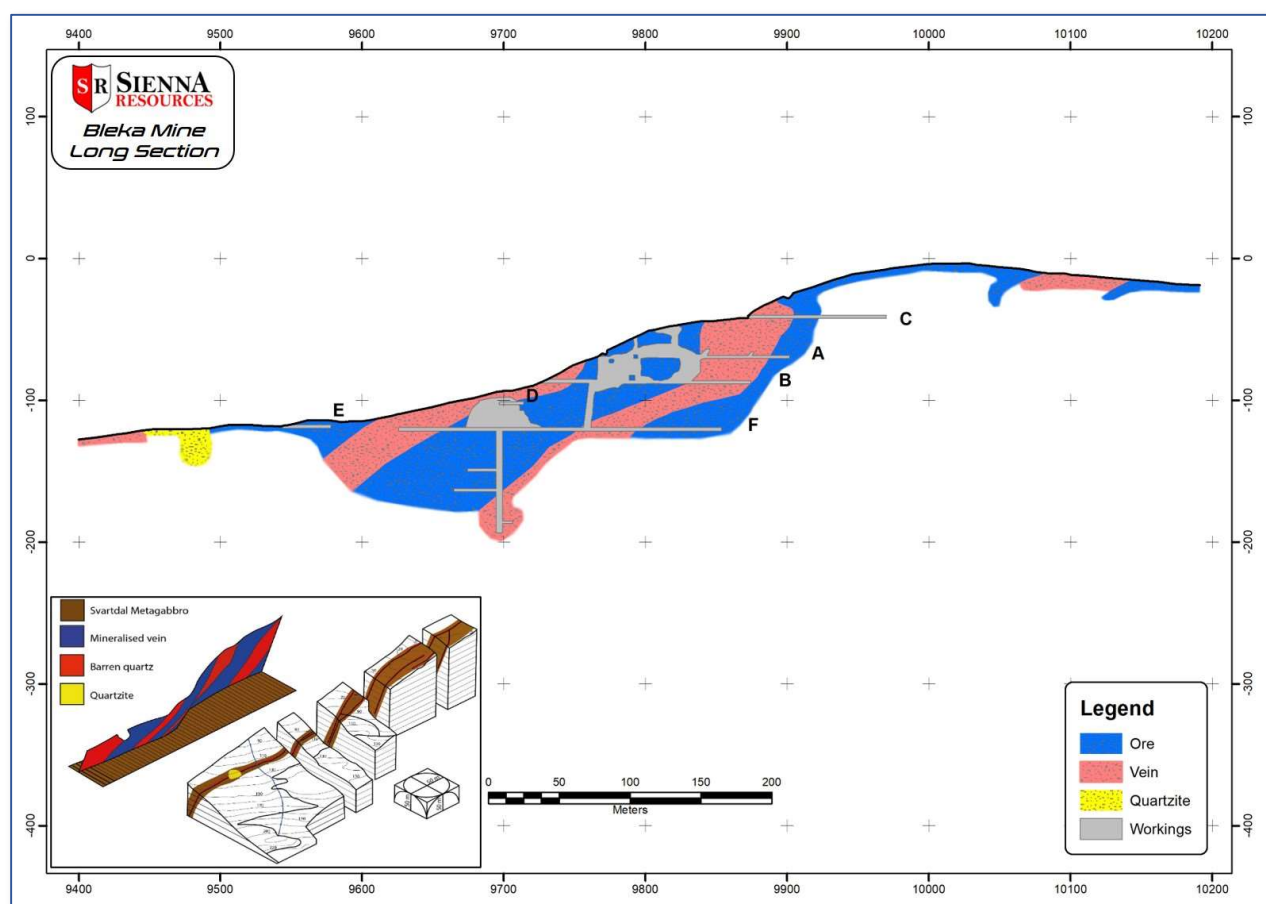 9400 9500 9600 9700 9800 9900 10000 10100 10200
SR SIENNA
RESOURCES
Bleka Mine
Long Section
100 100
0 0
C
A
B
D
E
F
-100 -100
-200 -200
-300 -300
-400 -400
Svartdal Metagabbro
Mineralised vein
Barren quartz
Quartzite
0 50 100 150 200
Meters
Legend
Ore
Vein
Quartzite
Workings
9400 9500 9600 9700 9800 9900 10000 10100 10200